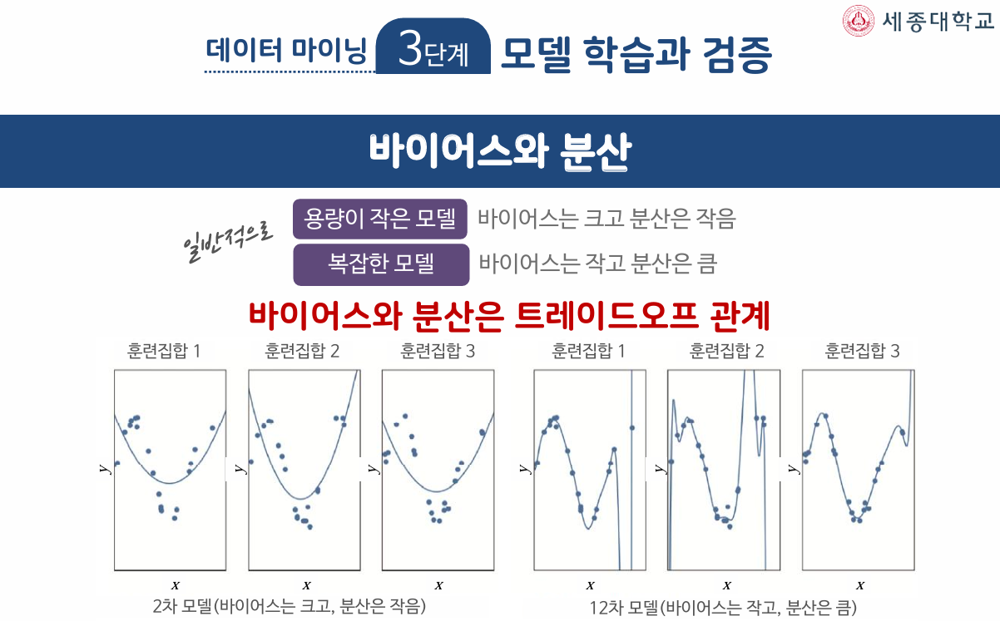 세종대학교
데이터 마이닝 3단계 모델 학습과 검증
바이어스와 분산
일반적으로
용량이 작은 모델 바이어스는 크고 분산은 작음
복잡한 모델 바이어스는 작고 분산은 큼
바이어스와 분산은 트레이드오프 관계
훈련집합 1 훈련집합 2 훈련집합 3 훈련집합 1 훈련집합 2 훈련집합 3
y y y y y y
x x x x x x
2차 모델(바이어스는 크고, 분산은 작음) 12차 모델(바이어스는 작고, 분산은 큼)